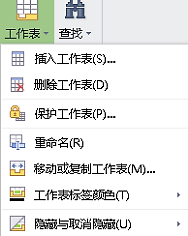 工作表 查找
插入工作表(S)...
删除工作表(D)
保护工作表(P)...
重命名(R)
移动或复制工作表(M)...
工作表标签颜色(T)
隐藏与取消隐藏(U)